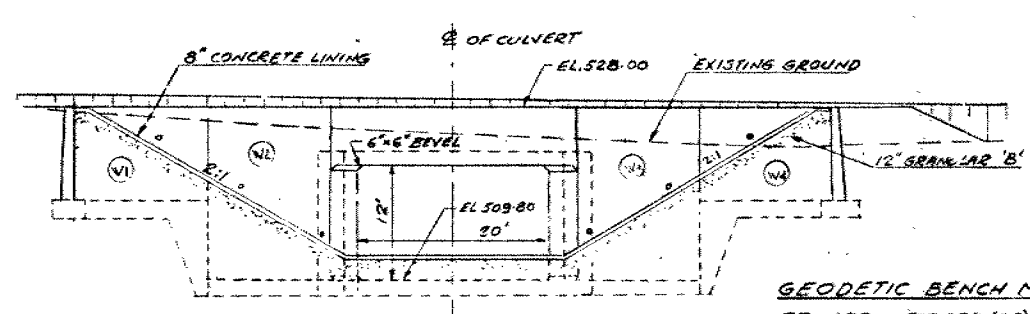 ℄ OF CULVERT
8" CONCRETE LINING
EL.528.00
EXISTING GROUND
6"x6" BEVEL
W1
W2
2:1
W3
2:1
W4
12" GRANULAR 'B'
12'
EL 509.80
20'
GEODETIC BENCH M